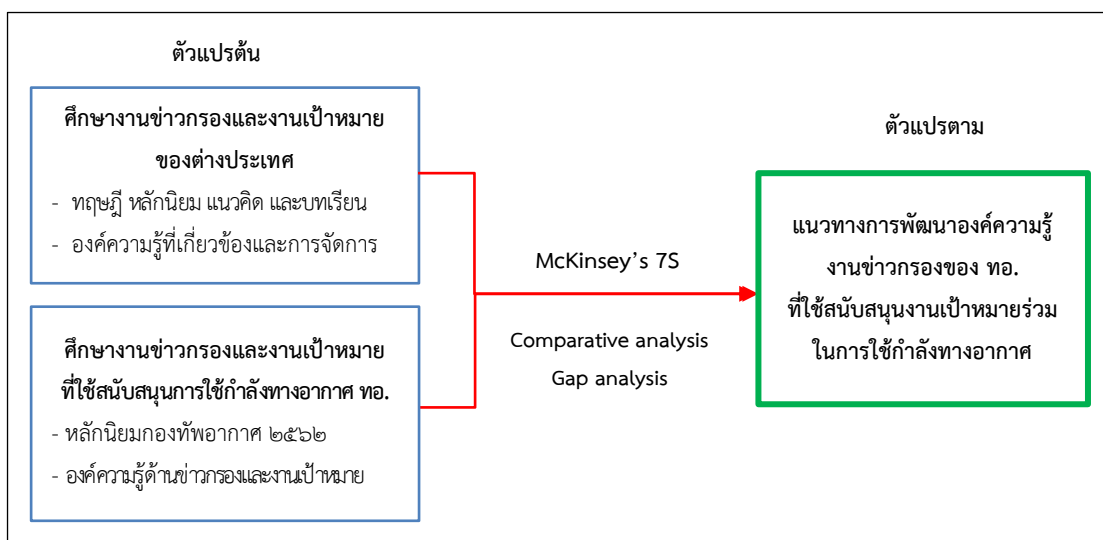 ตัวแปรต้น
ศึกษางานข่าวกรองและงานเป้าหมาย
ของต่างประเทศ
- ทฤษฎี หลักนิยม แนวคิด และบทเรียน
- องค์ความรู้ที่เกี่ยวข้องและการจัดการ
ศึกษางานข่าวกรองและงานเป้าหมาย
ที่ใช้สนับสนุนการใช้กำลังทางอากาศ ทอ.
- หลักนิยมกองทัพอากาศ ๒๕๖๒
- องค์ความรู้ด้านข่าวกรองและงานเป้าหมาย
McKinsey's 7S
Comparative analysis
Gap analysis
ตัวแปรตาม
แนวทางการพัฒนาองค์ความรู้
งานข่าวกรองของ ทอ.
ที่ใช้สนับสนุนงานเป้าหมายร่วม
ในการใช้กำลังทางอากาศ